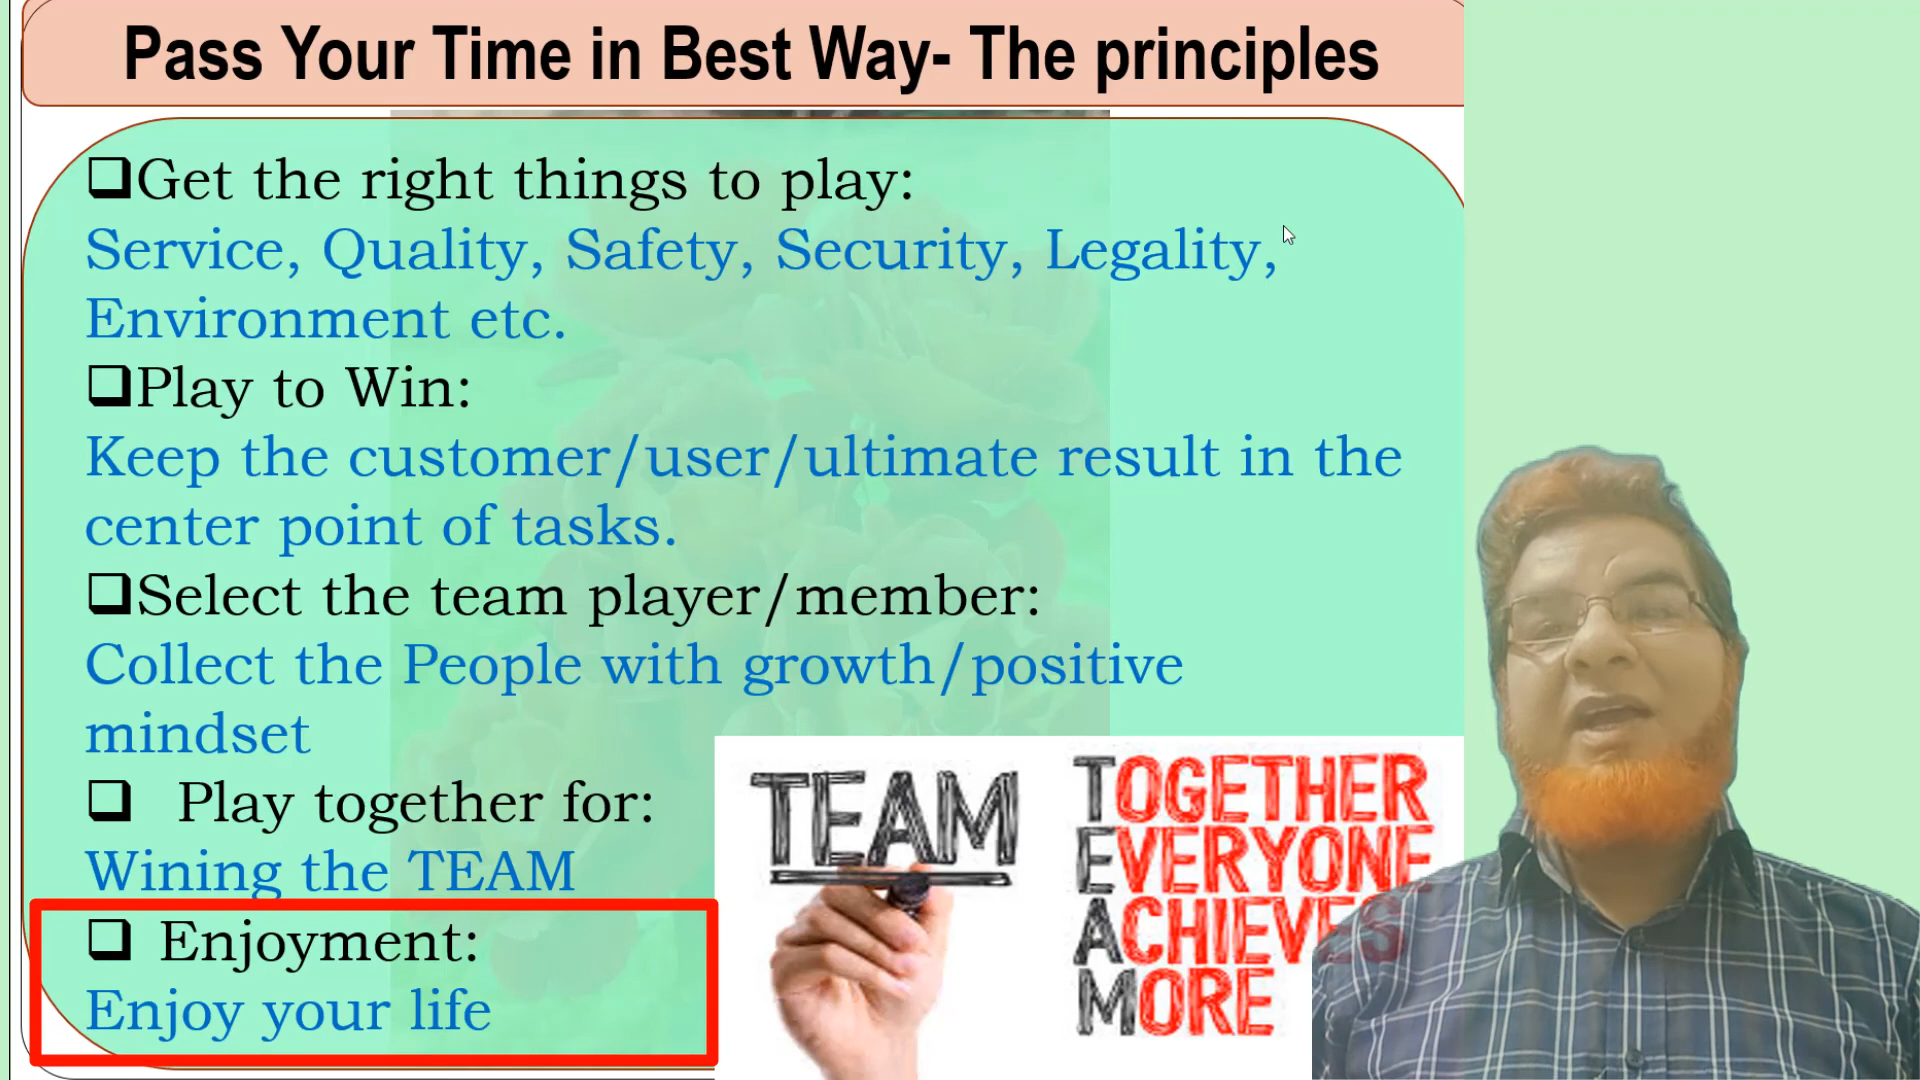 Pass Your Time in Best Way- The principles
❑Get the right things to play:
Service, Quality, Safety, Security, Legality,
Environment etc.
❑Play to Win:
Keep the customer/user/ultimate result in the
center point of tasks.
❑Select the team player/member:
Collect the People with growth/positive
mindset
❑ Play together for:
Wining the TEAM
❑ Enjoyment:
Enjoy your life
TEAM
TOGETHER
EVERYONE
ACHIEVES
MORE